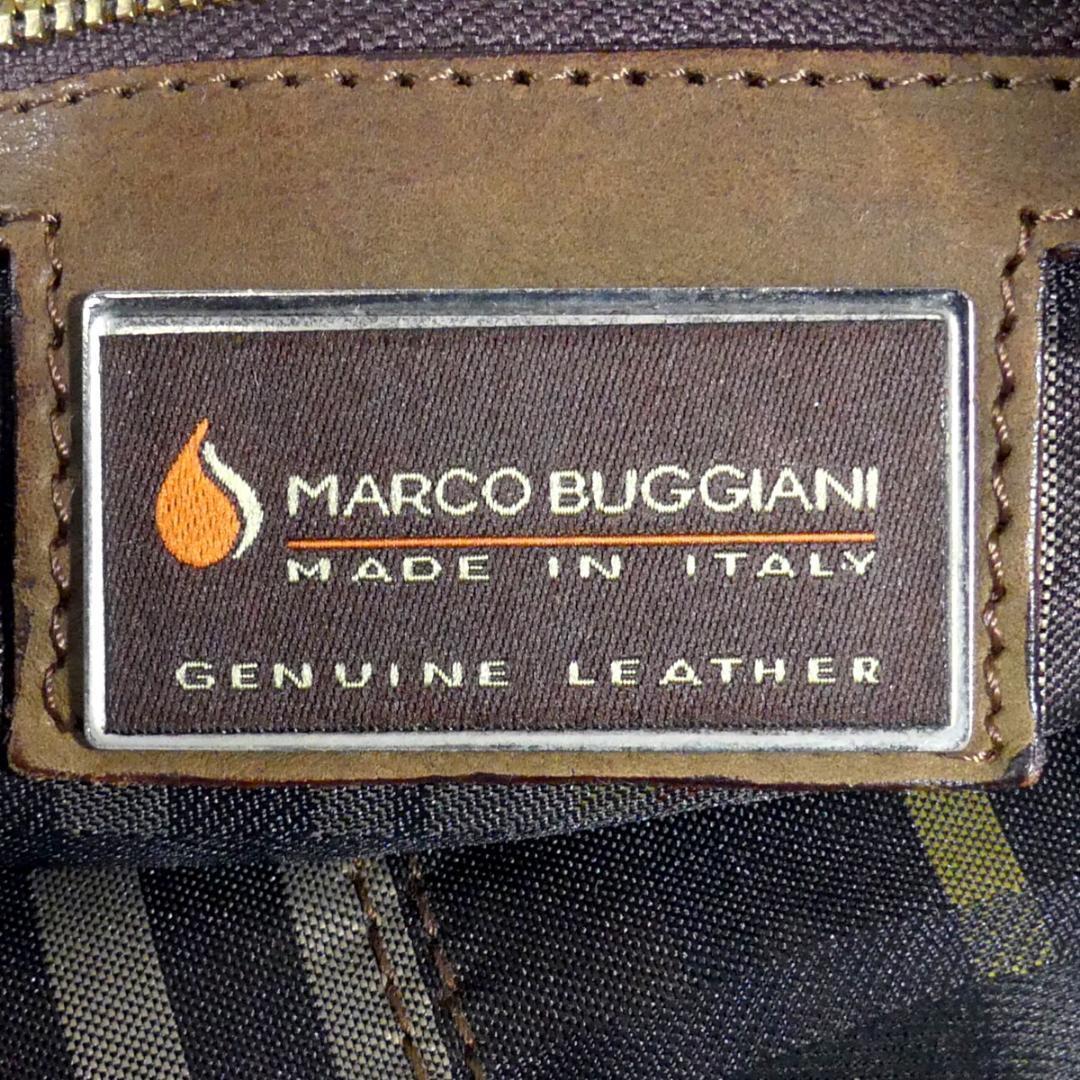 MARCO BUGGIANI
MADE IN ITALY
GENUINE LEATHER